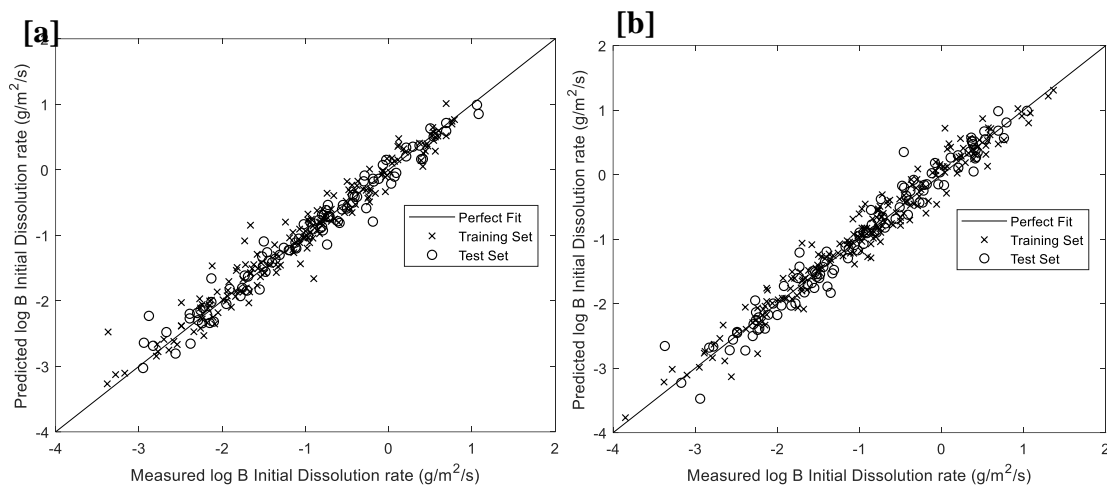 [a]
2
1
0
-1
-2
-3
-4
-4 -3 -2 -1 0 1 2
Predicted log B Initial Dissolution rate (g/m²/s)
Measured log B Initial Dissolution rate (g/m²/s)
Perfect Fit
Training Set
Test Set
[b]
2
1
0
-1
-2
-3
-4
-4 -3 -2 -1 0 1 2
Predicted log B Initial Dissolution rate (g/m²/s)
Measured log B Initial Dissolution rate (g/m²/s)
Perfect Fit
Training Set
Test Set